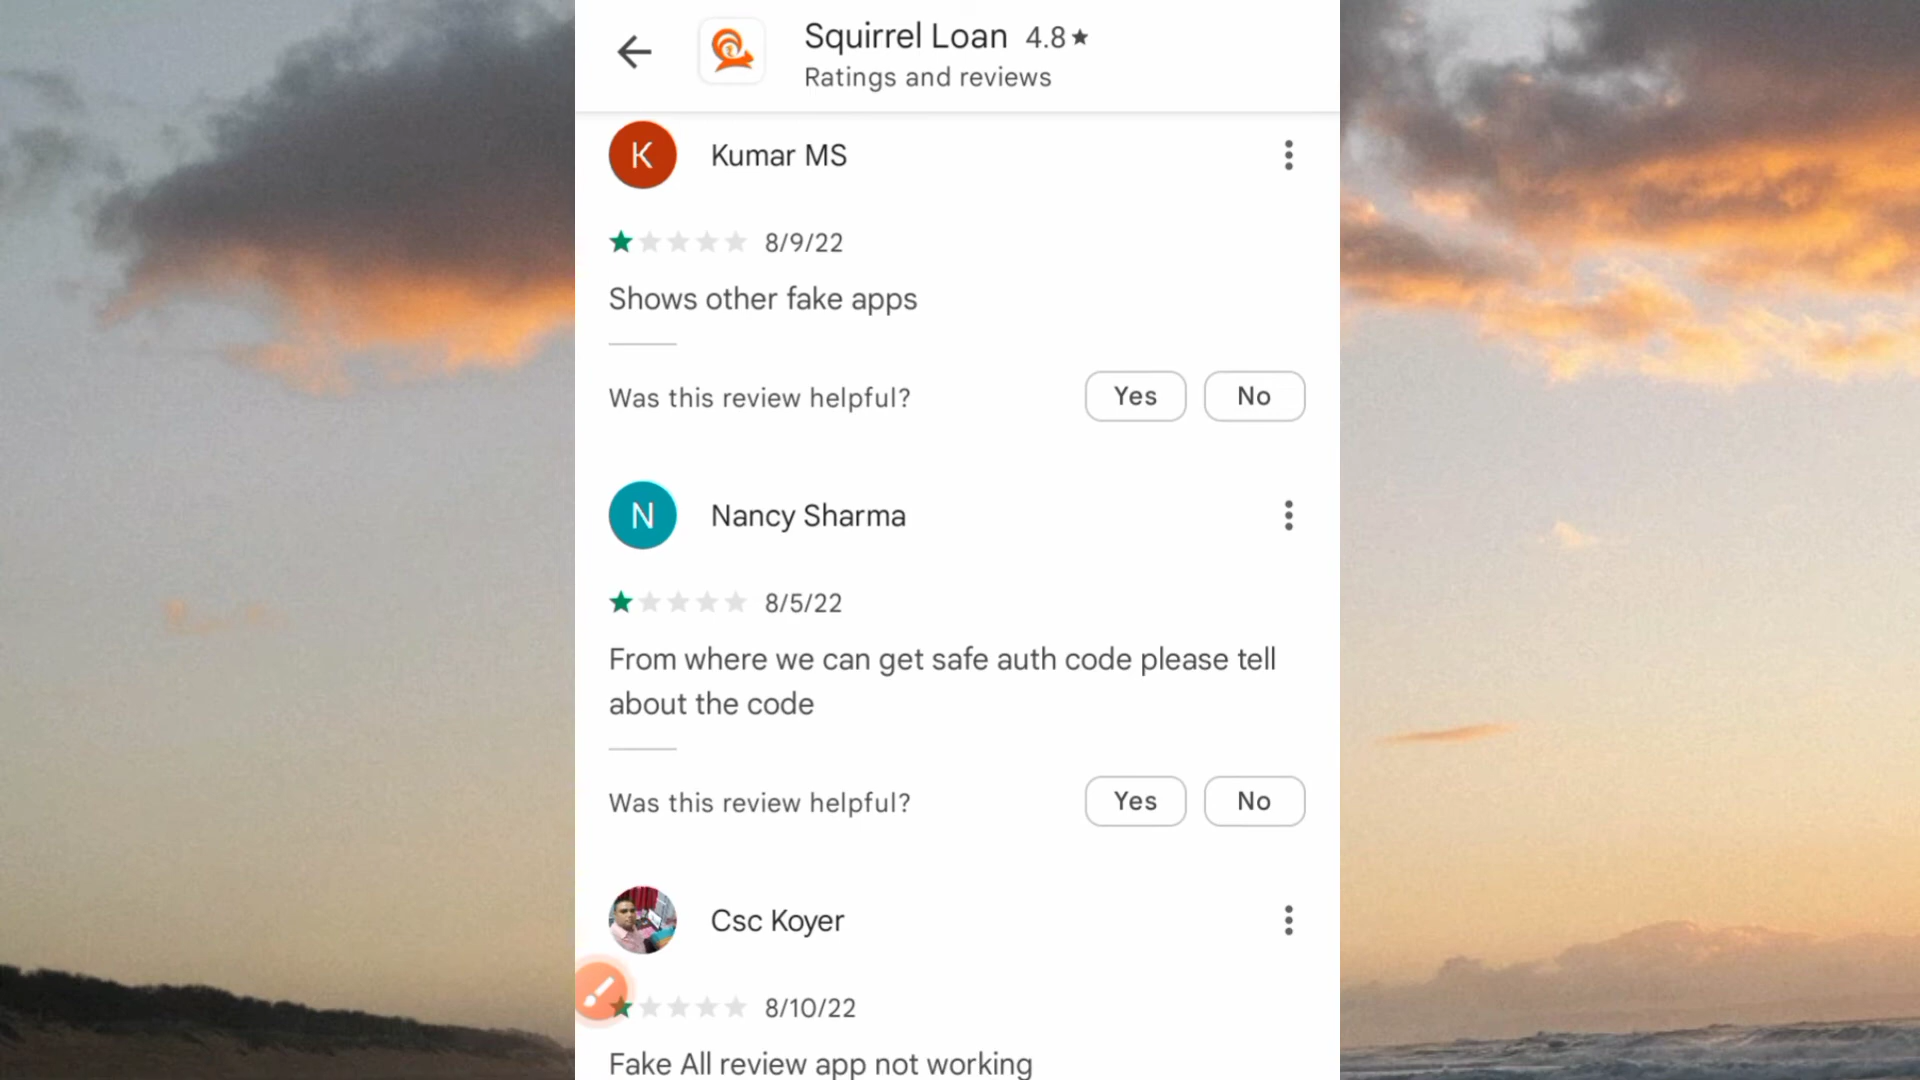 Squirrel Loan 4.8★
Ratings and reviews
K Kumar MS
8/9/22
Shows other fake apps
Was this review helpful? Yes No
N Nancy Sharma
8/5/22
From where we can get safe auth code please tell
about the code
Was this review helpful? Yes No
Csc Koyer
8/10/22
Fake All review app not working